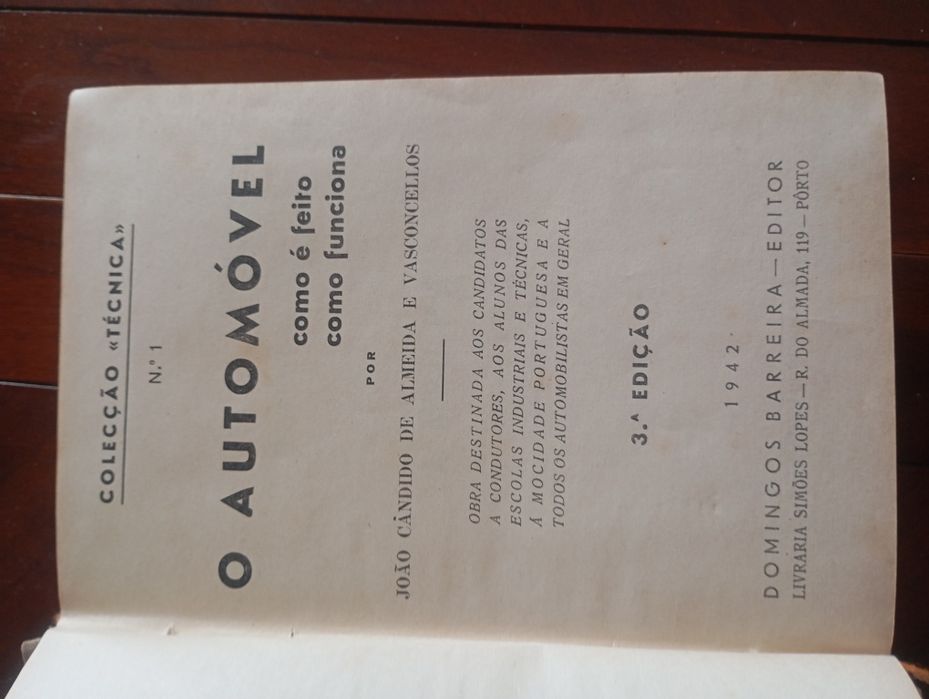 COLECÇÃO «TÉCNICA»
N.º 1
O AUTOMÓVEL
como é feito
como funciona
POR
JOÃO CÂNDIDO DE ALMEIDA E VASCONCELLOS
OBRA DESTINADA AOS CANDIDATOS
A CONDUTORES, AOS ALUNOS DAS
ESCOLAS INDUSTRIAIS E TÉCNICAS,
Á MOCIDADE PORTUGUESA E A
TODOS OS AUTOMOBILISTAS EM GERAL
3.ª EDIÇÃO
1942
DOMINGOS BARREIRA — EDITOR
LIVRARIA SIMÕES LOPES — R. DO ALMADA, 119 — PÔRTO